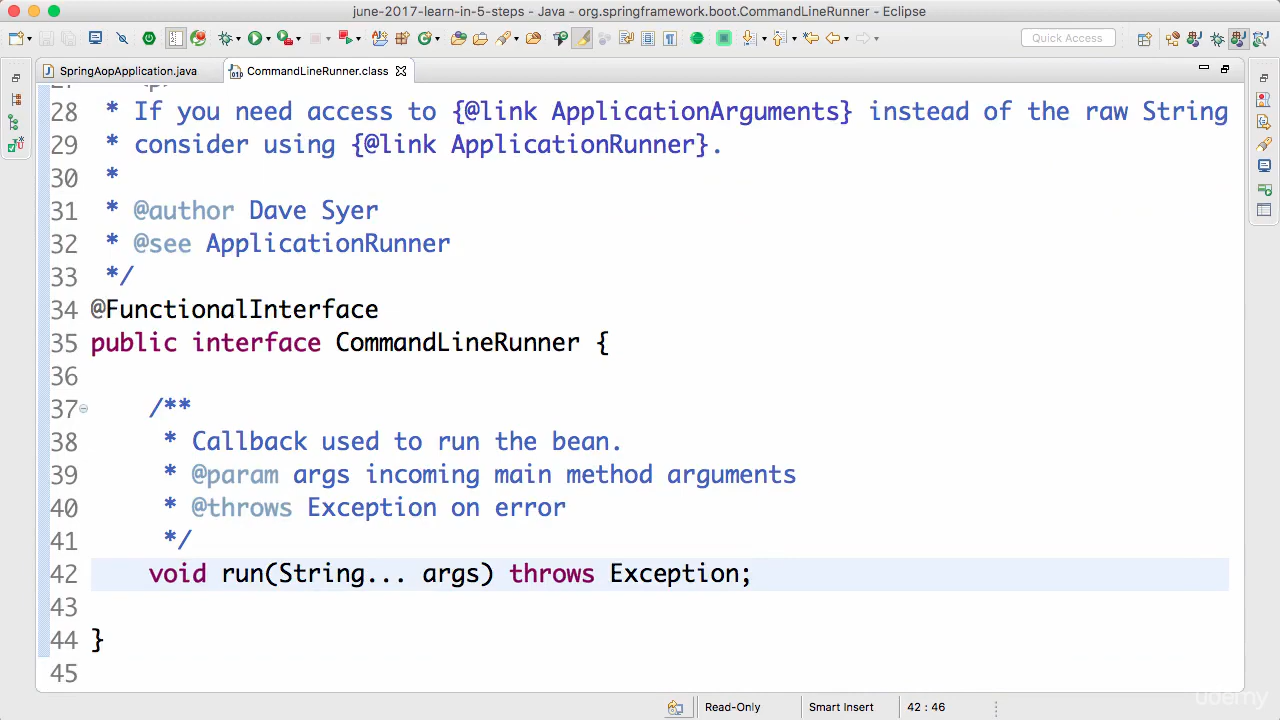 june-2017-learn-in-5-steps - Java - org.springframework.boot.CommandLineRunner - Eclipse
Quick Access
SpringAopApplication.java
CommandLineRunner.class
28 * If you need access to {@link ApplicationArguments} instead of the raw String
29 * consider using {@link ApplicationRunner}.
30 *
31 * @author Dave Syer
32 * @see ApplicationRunner
33 */
34 @FunctionalInterface
35 public interface CommandLineRunner {
36
37 /**
38 * Callback used to run the bean.
39 * @param args incoming main method arguments
40 * @throws Exception on error
41 */
42 void run(String... args) throws Exception;
43
44 }
45
Read-Only
Smart Insert
42 : 46
udemy